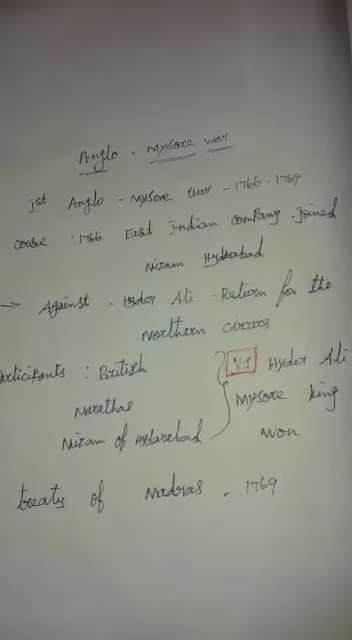 Anglo - Mysore war
Ist Anglo - Mysore War - 1766 - 1769
course : 1766 East Indian Company Joined
Nizam Hyderabad
→ Against - Hyder Ali - Return for the
Northern circars
Participants : British
Marathas
Nizam of Hyderabad
VS Hyder Ali
Mysore king
won
treaty of Madras - 1769